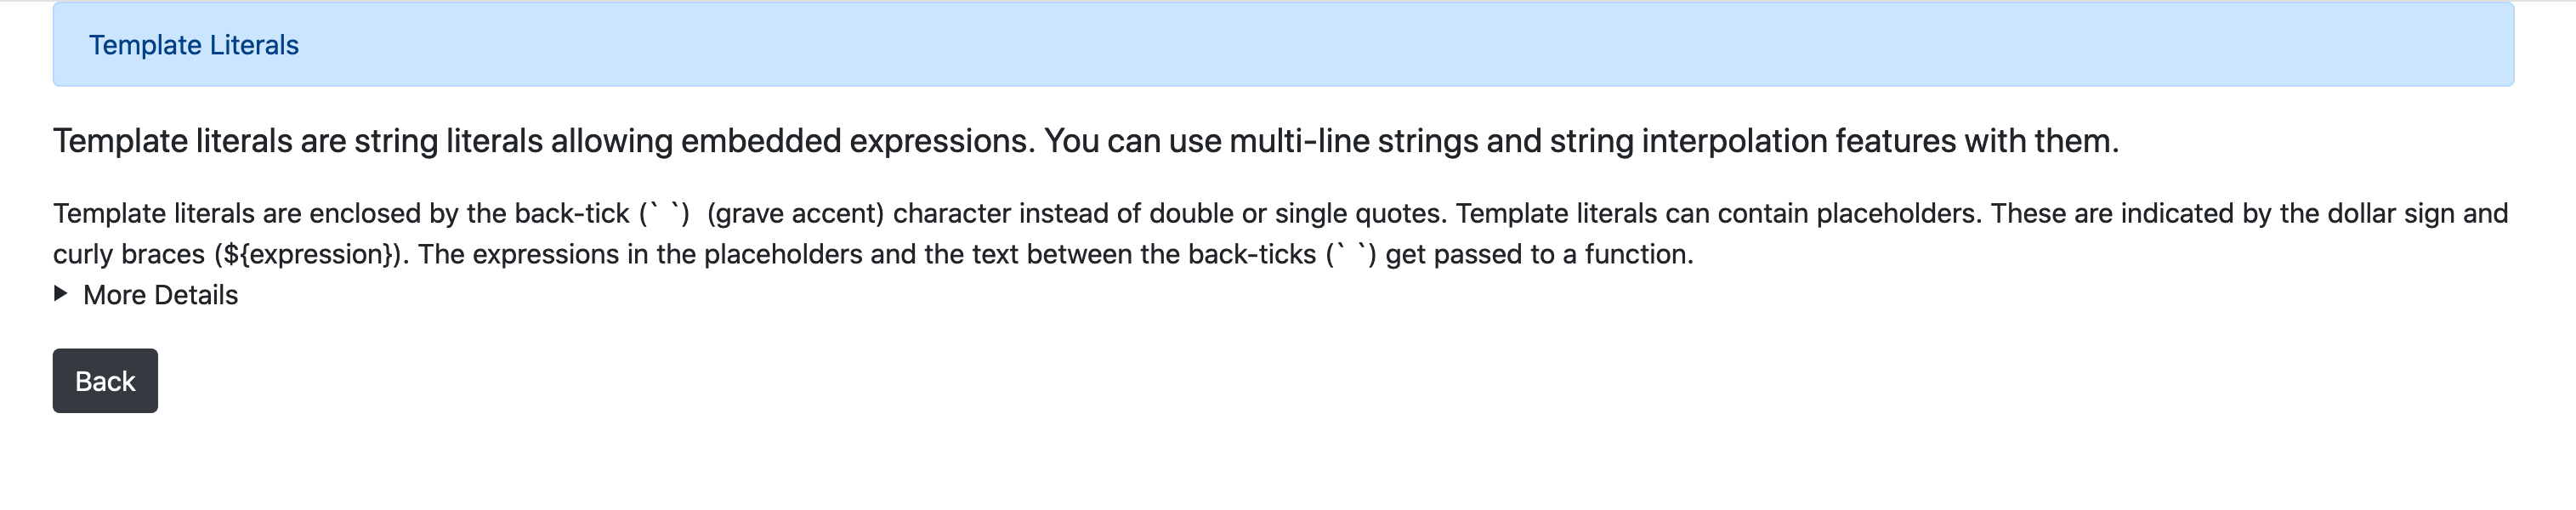 Template Literals
Template literals are string literals allowing embedded expressions. You can use multi-line strings and string interpolation features with them.
Template literals are enclosed by the back-tick (` `)  (grave accent) character instead of double or single quotes. Template literals can contain placeholders. These are indicated by the dollar sign and
curly braces (${expression}). The expressions in the placeholders and the text between the back-ticks (` `) get passed to a function.
More Details
Back